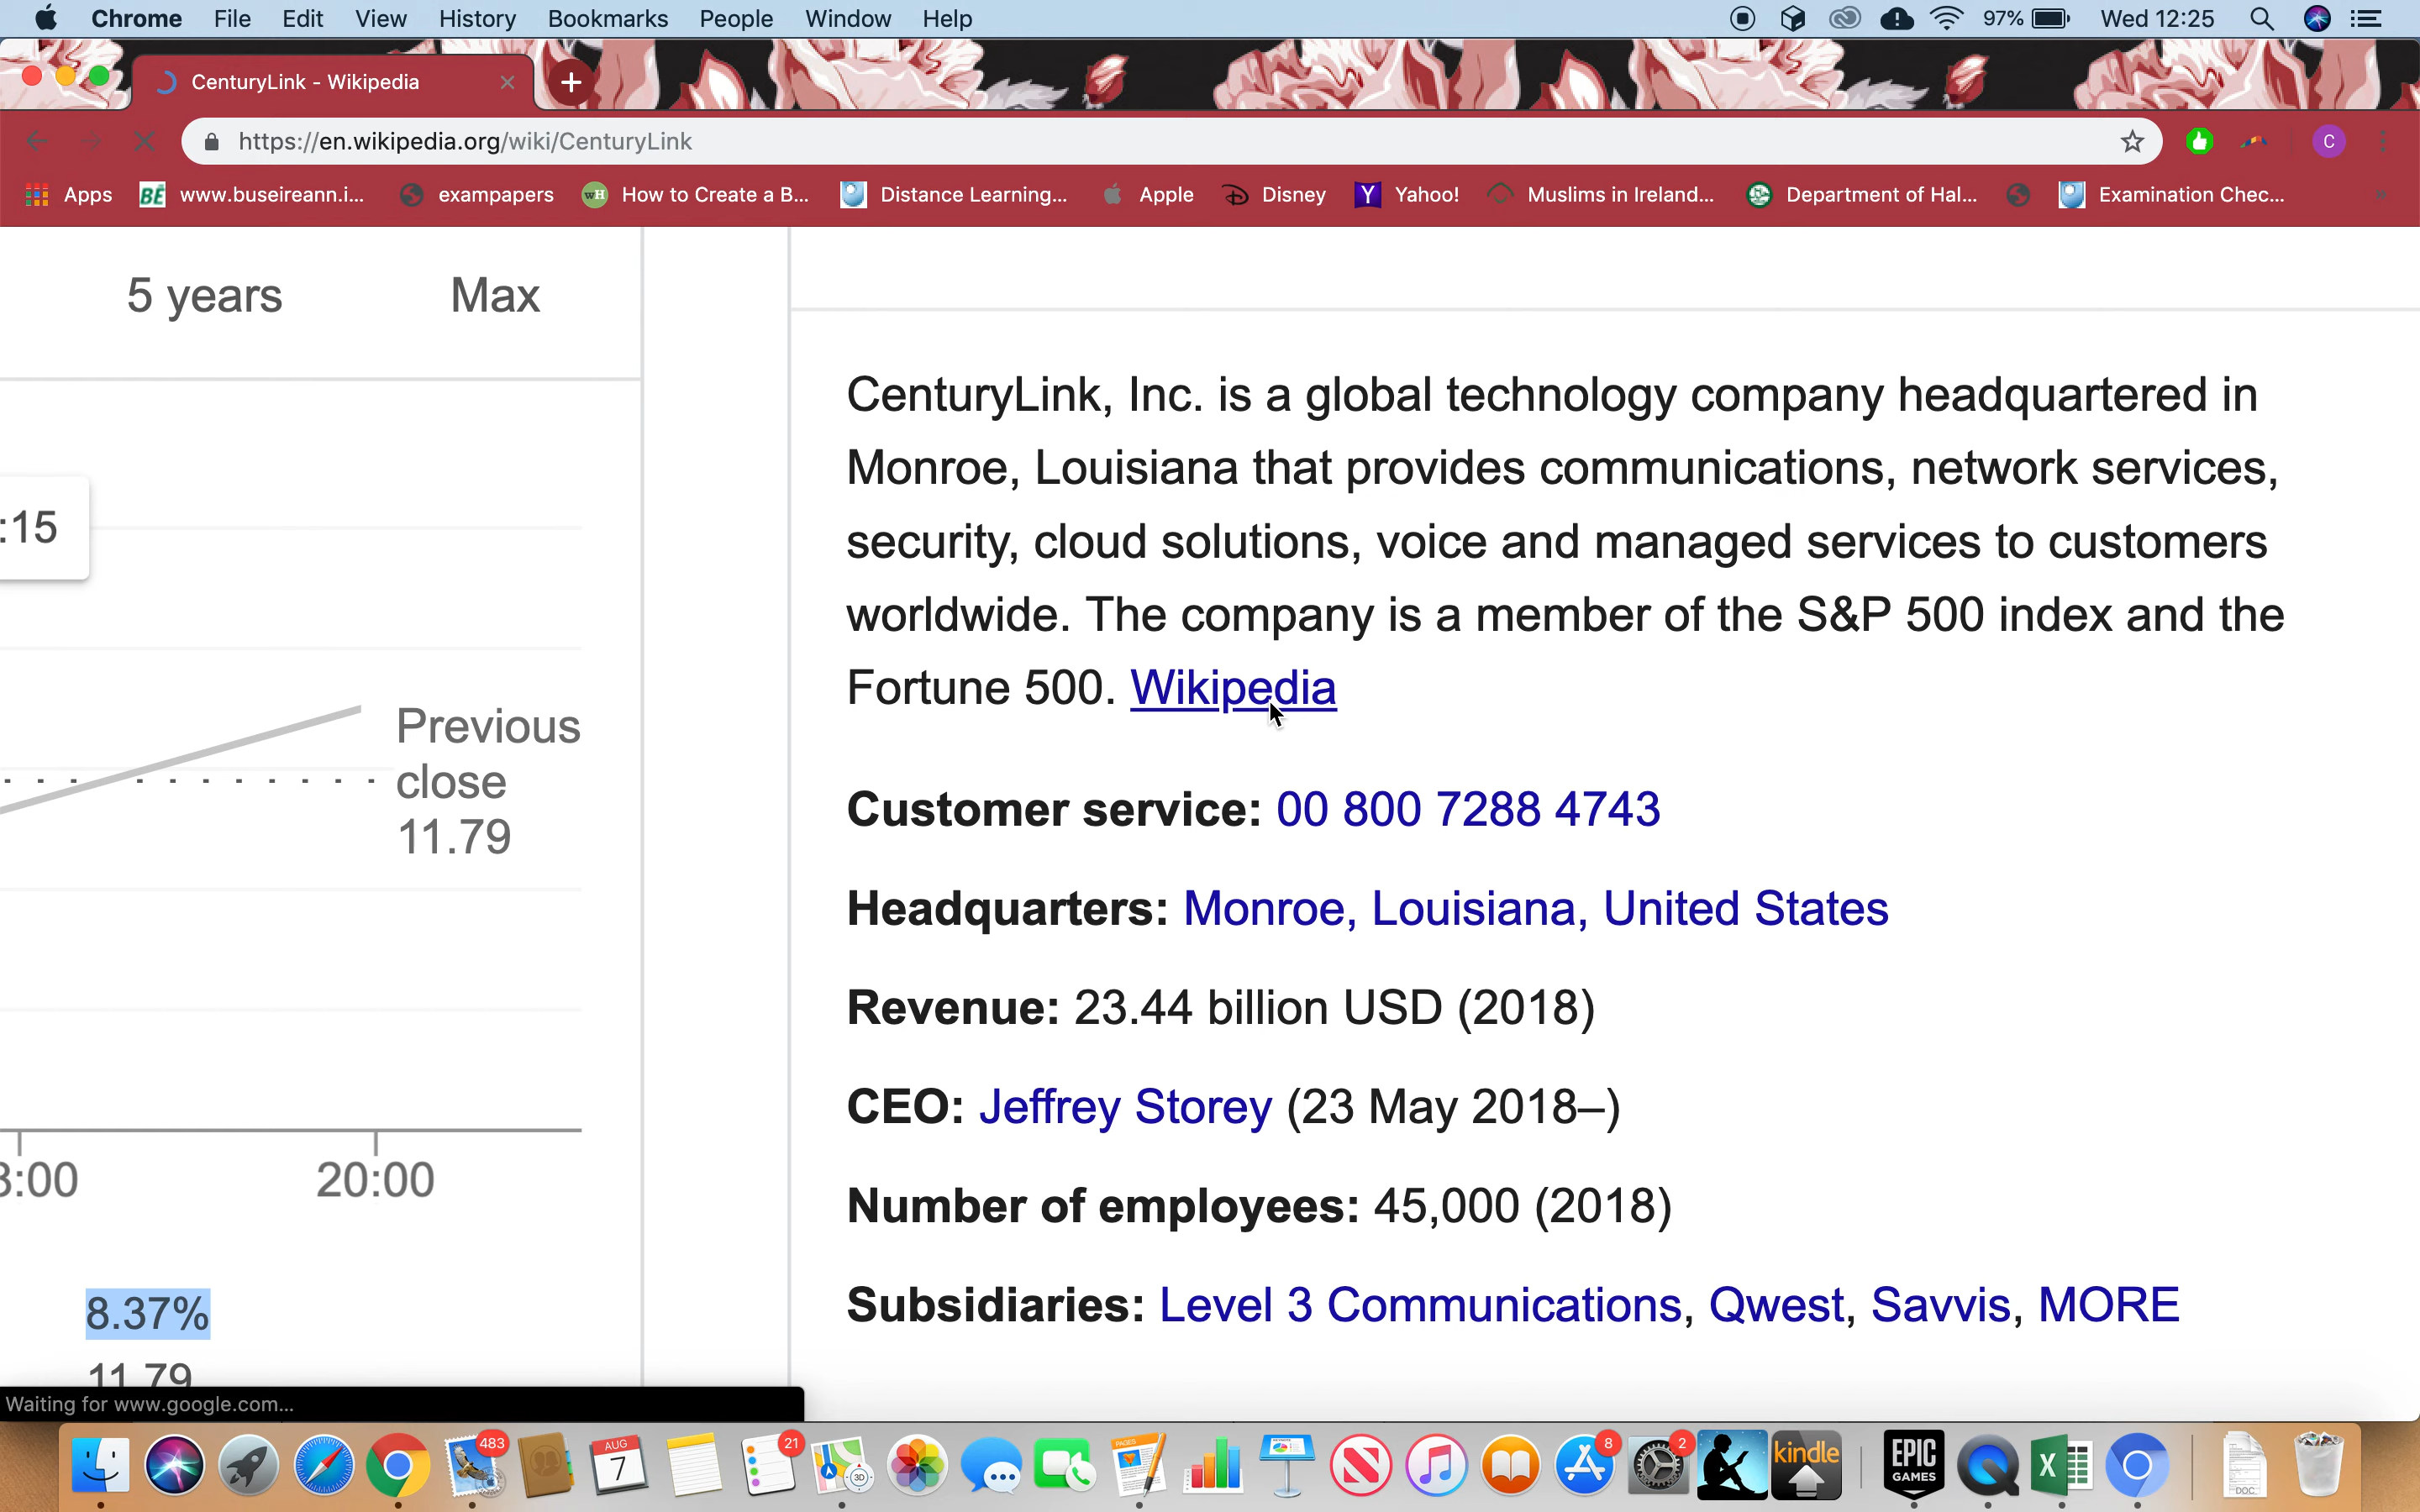 Chrome File Edit View History Bookmarks People Window Help 97% Wed 12:25
CenturyLink - Wikipedia
https://en.wikipedia.org/wiki/CenturyLink
C
Apps BÉ www.buseireann.i... exampapers wH How to Create a B... Distance Learning... Apple Disney Y Yahoo! Muslims in Ireland... Department of Hal... Examination Chec...
5 years Max
:15
Previous
close
11.79
20:00
8.37%
11.79
CenturyLink, Inc. is a global technology company headquartered in
Monroe, Louisiana that provides communications, network services,
security, cloud solutions, voice and managed services to customers
worldwide. The company is a member of the S&P 500 index and the
Fortune 500. Wikipedia
Customer service: 00 800 7288 4743
Headquarters: Monroe, Louisiana, United States
Revenue: 23.44 billion USD (2018)
CEO: Jeffrey Storey (23 May 2018–)
Number of employees: 45,000 (2018)
Subsidiaries: Level 3 Communications, Qwest, Savvis, MORE
Waiting for www.google.com...
483 AUG 7 21 3D PAGES 8 2 kindle EPIC GAMES X DOC